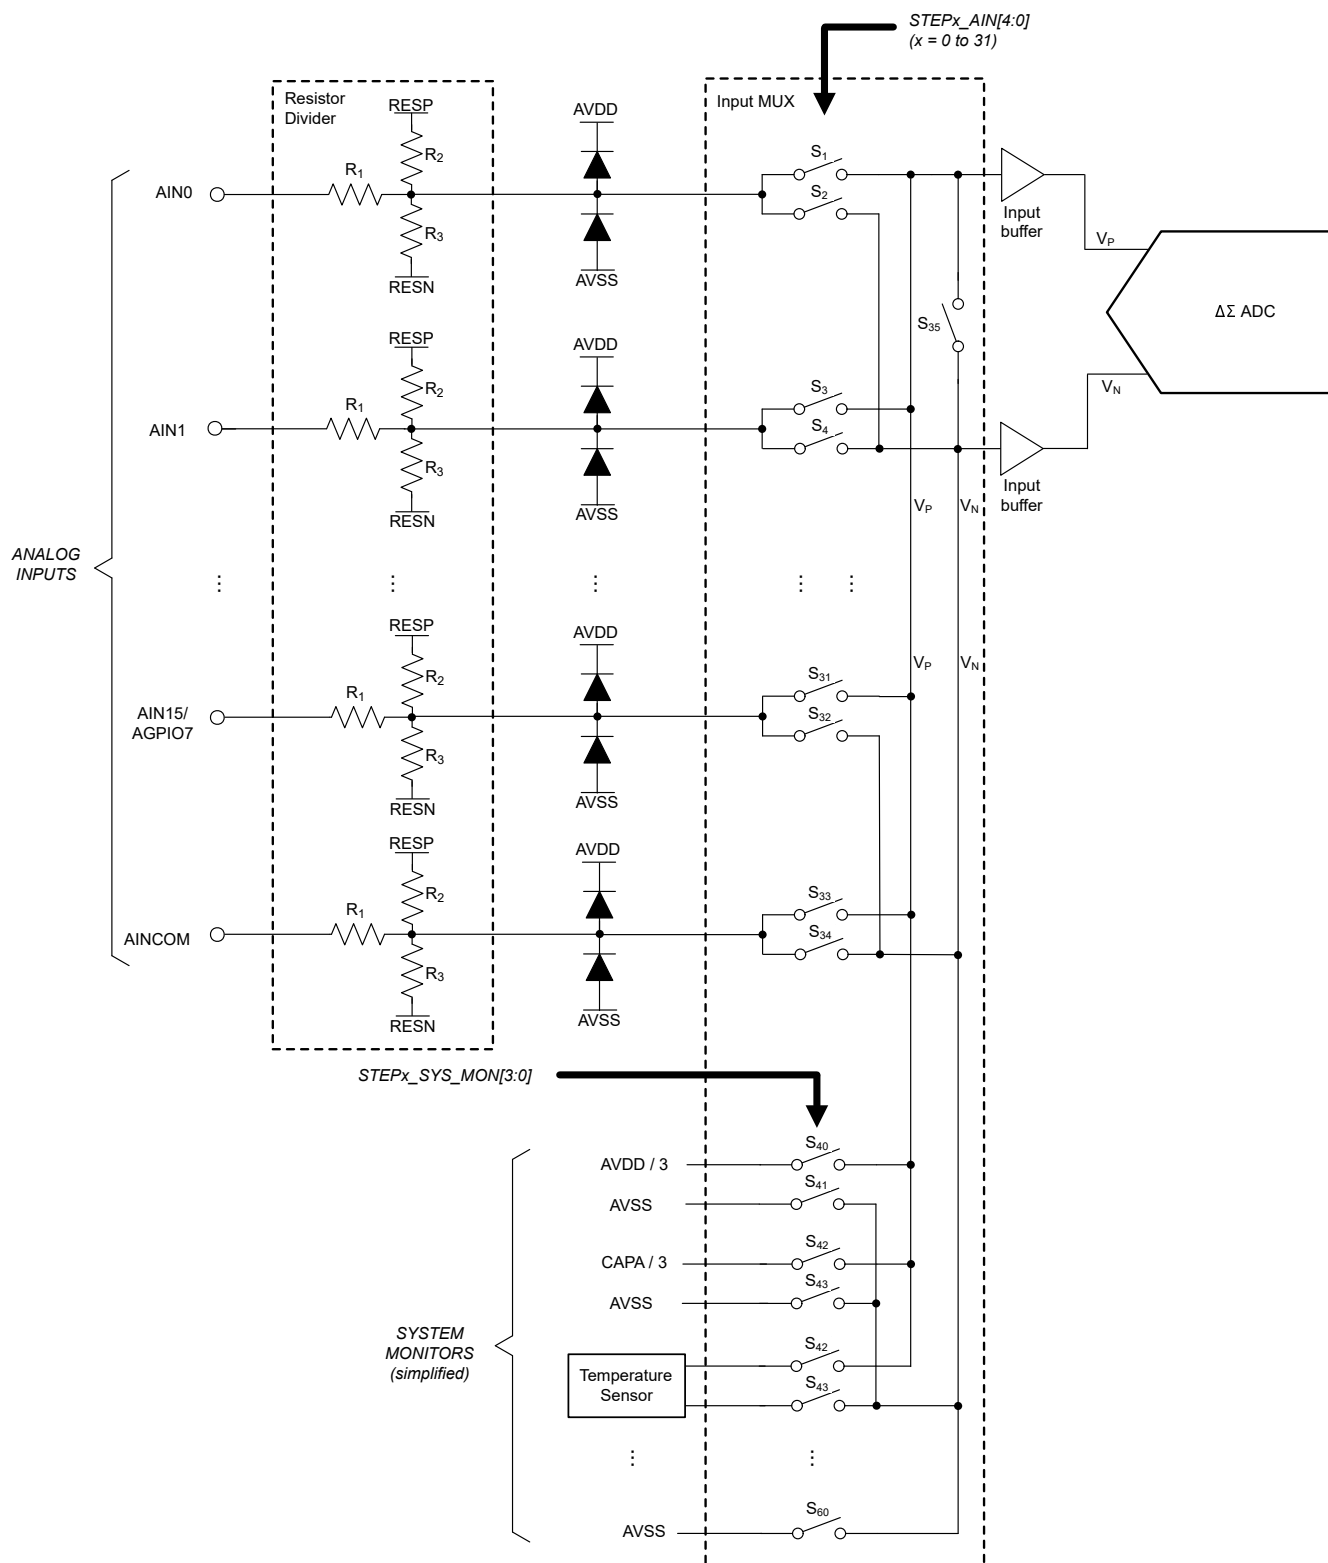 STEPx_AIN[4:0]
(x = 0 to 31)
Resistor
Divider
RESP
AVDD
Input MUX
S1
R2
R1
AIN0
S2
R3
Input
buffer
VP
RESN
AVSS
S35
ΔΣ ADC
RESP
AVDD
R2
S3
VN
R1
AIN1
S4
R3
Input
buffer
RESN
AVSS
VP
VN
ANALOG
INPUTS
⋮ ⋮ ⋮ ⋮ ⋮
RESP
AVDD
VP
VN
R2
S31
R1
AIN15/
AGPIO7
S32
R3
RESN
AVSS
RESP
AVDD
R2
S33
R1
AINCOM
S34
R3
RESN
AVSS
STEPx_SYS_MON[3:0]
S40
AVDD / 3
S41
AVSS
S42
CAPA / 3
S43
AVSS
SYSTEM
MONITORS
(simplified)
S42
Temperature
Sensor
S43
⋮ ⋮
S60
AVSS